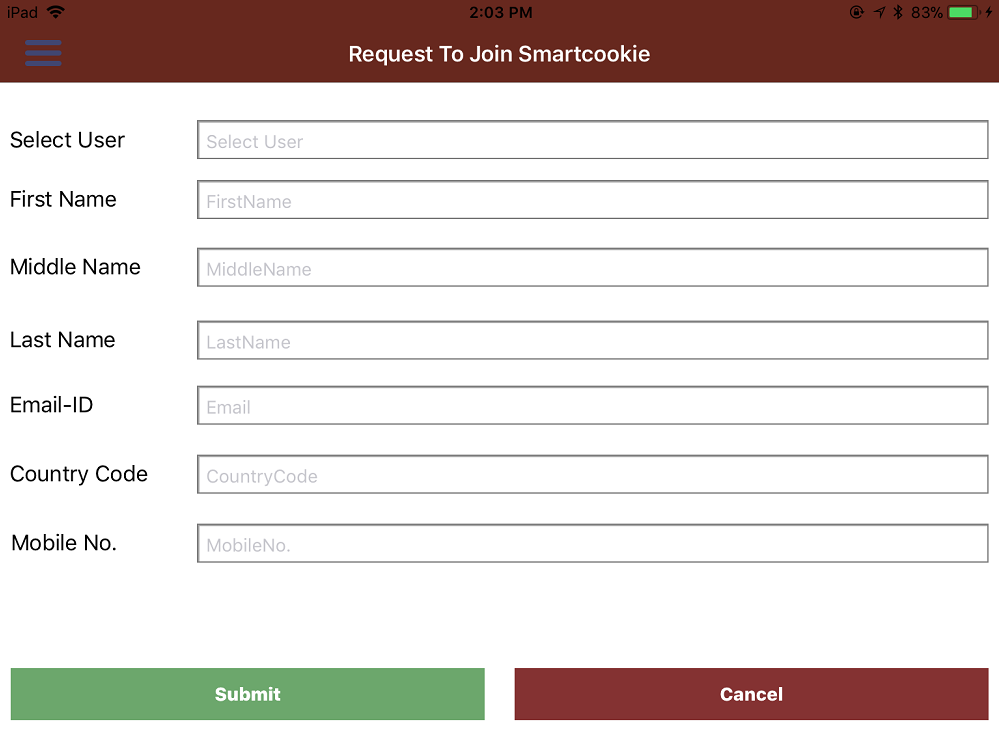 iPad 2:03 PM 83%
Request To Join Smartcookie
Select User Select User
First Name FirstName
Middle Name MiddleName
Last Name LastName
Email-ID Email
Country Code CountryCode
Mobile No. MobileNo.
Submit Cancel